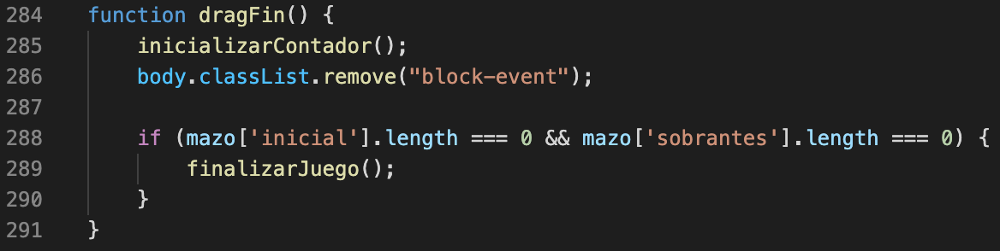 284 function dragFin() {
285 inicializarContador();
286 body.classList.remove("block-event");
287
288 if (mazo['inicial'].length === 0 && mazo['sobrantes'].length === 0) {
289 finalizarJuego();
290 }
291 }